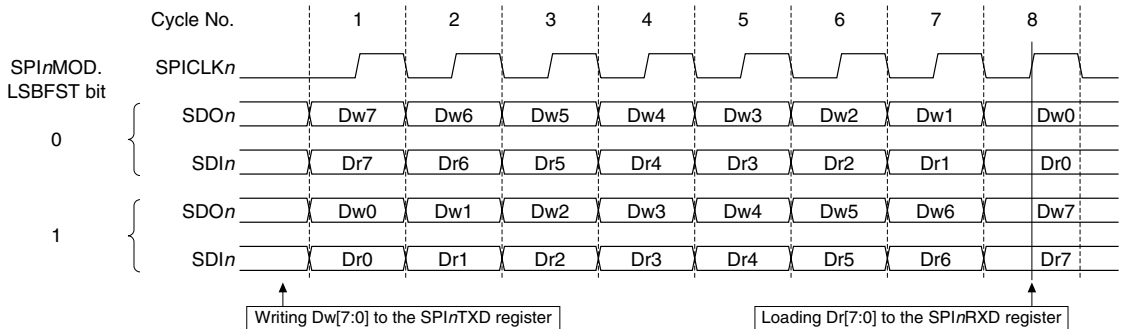 Cycle No. 1 2 3 4 5 6 7 8
SPInMOD.
LSBFST bit
SPICLKn
0
SDOn Dw7 Dw6 Dw5 Dw4 Dw3 Dw2 Dw1 Dw0
SDIn Dr7 Dr6 Dr5 Dr4 Dr3 Dr2 Dr1 Dr0
1
SDOn Dw0 Dw1 Dw2 Dw3 Dw4 Dw5 Dw6 Dw7
SDIn Dr0 Dr1 Dr2 Dr3 Dr4 Dr5 Dr6 Dr7
Writing Dw[7:0] to the SPInTXD register
Loading Dr[7:0] to the SPInRXD register